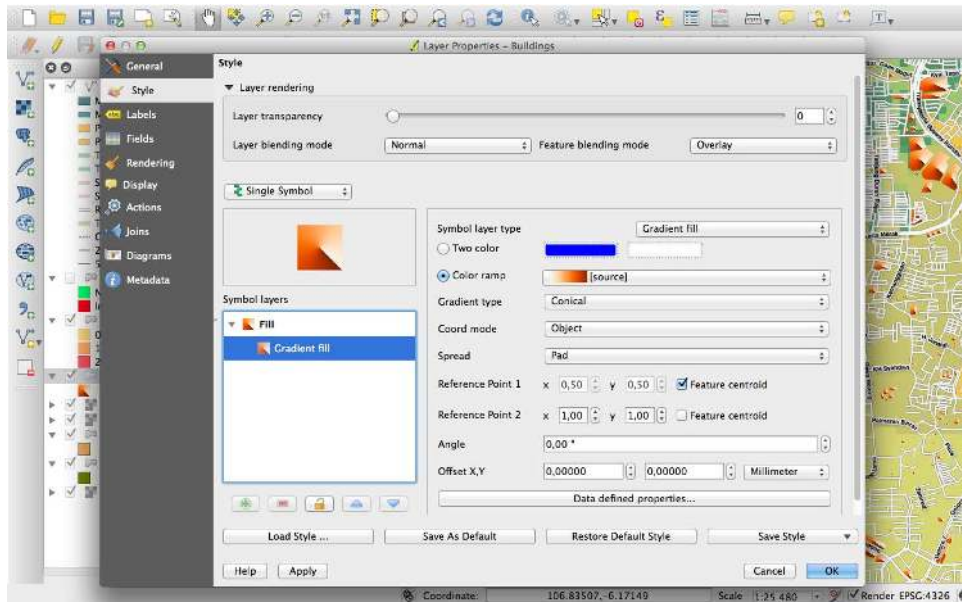 Layer Properties - Buildings
General
Style
Labels
Fields
Rendering
Display
Actions
Joins
Diagrams
Metadata
Style
Layer rendering
Layer transparency
0
Layer blending mode
Normal
Feature blending mode
Overlay
Single Symbol
Symbol layers
Fill
Gradient fill
Symbol layer type
Gradient fill
Two color
Color ramp
[source]
Gradient type
Conical
Coord mode
Object
Spread
Pad
Reference Point 1 x 0,50 y 0,50 Feature centroid
Reference Point 2 x 1,00 y 1,00 Feature centroid
Angle
0,00 °
Offset X,Y
0,00000
0,00000
Millimeter
Data defined properties...
Load Style ...
Save As Default
Restore Default Style
Save Style
Help
Apply
Cancel
OK
Coordinate:
106.83507,-6.17149
Scale
1:25 480
Render
EPSG:4326